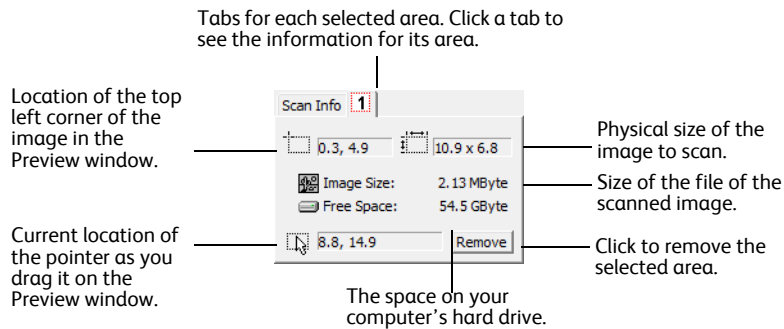 Tabs for each selected area. Click a tab to
see the information for its area.
Location of the top
left corner of the
image in the
Preview window.
Scan Info 1
0.3, 4.9
10.9 x 6.8
Physical size of the
image to scan.
Image Size: 2.13 MByte
Size of the file of the
scanned image.
Free Space: 54.5 GByte
Current location of
the pointer as you
drag it on the
Preview window.
8.8, 14.9
Remove
Click to remove the
selected area.
The space on your
computer's hard drive.